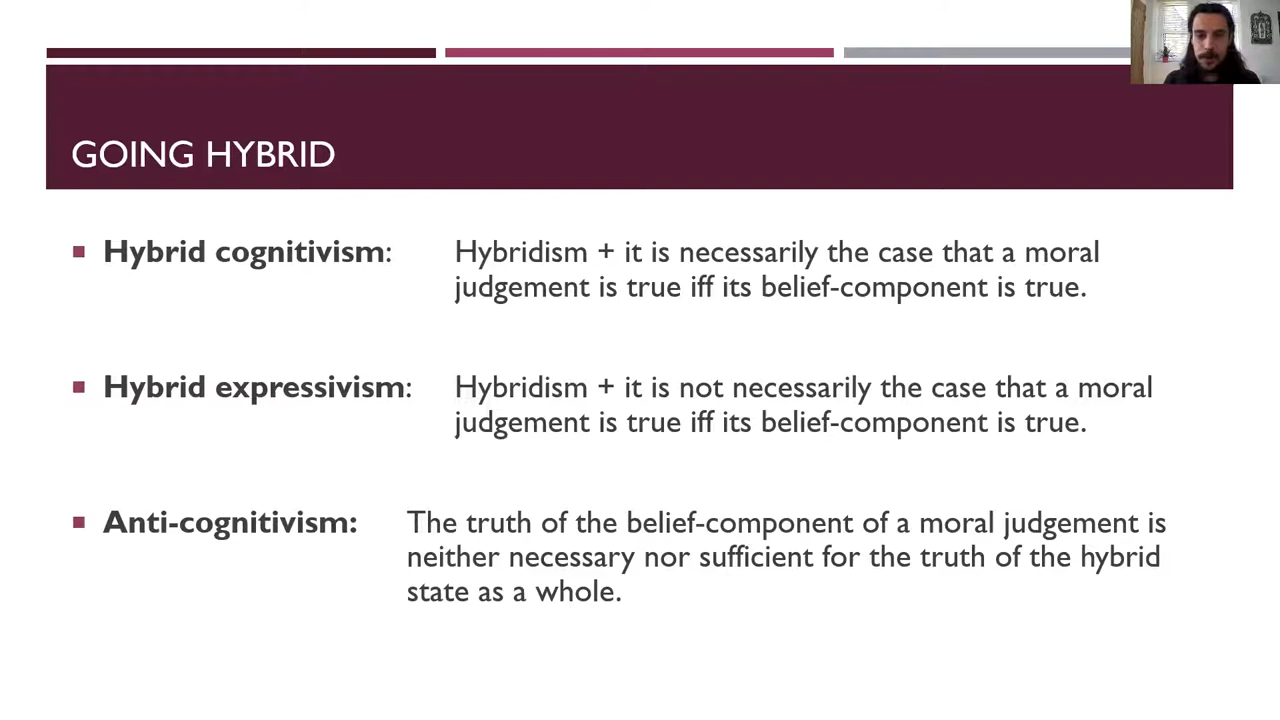 GOING HYBRID
Hybrid cognitivism: Hybridism + it is necessarily the case that a moral
judgement is true iff its belief-component is true.
Hybrid expressivism: Hybridism + it is not necessarily the case that a moral
judgement is true iff its belief-component is true.
Anti-cognitivism: The truth of the belief-component of a moral judgement is
neither necessary nor sufficient for the truth of the hybrid
state as a whole.